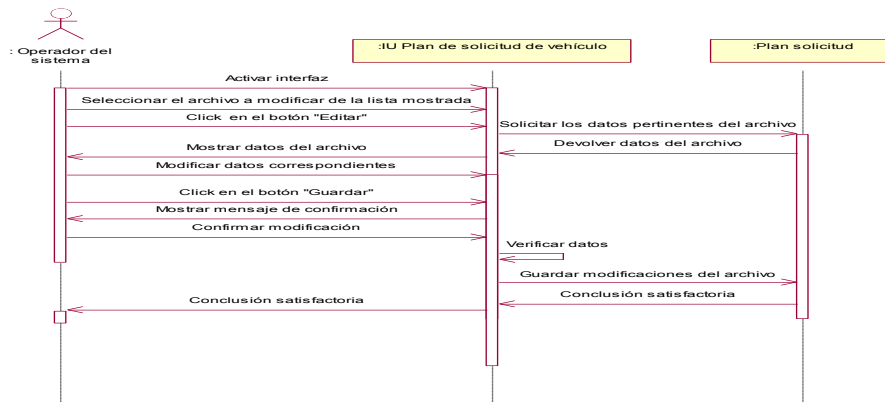 : Operador del
sistema
:IU Plan de solicitud de vehículo
:Plan solicitud
Activar interfaz
Seleccionar el archivo a modificar de la lista mostrada
Click en el botón "Editar"
Solicitar los datos pertinentes del archivo
Devolver datos del archivo
Mostrar datos del archivo
Modificar datos correspondientes
Click en el botón "Guardar"
Mostrar mensaje de confirmación
Confirmar modificación
Verificar datos
Guardar modificaciones del archivo
Conclusión satisfactoria
Conclusión satisfactoria